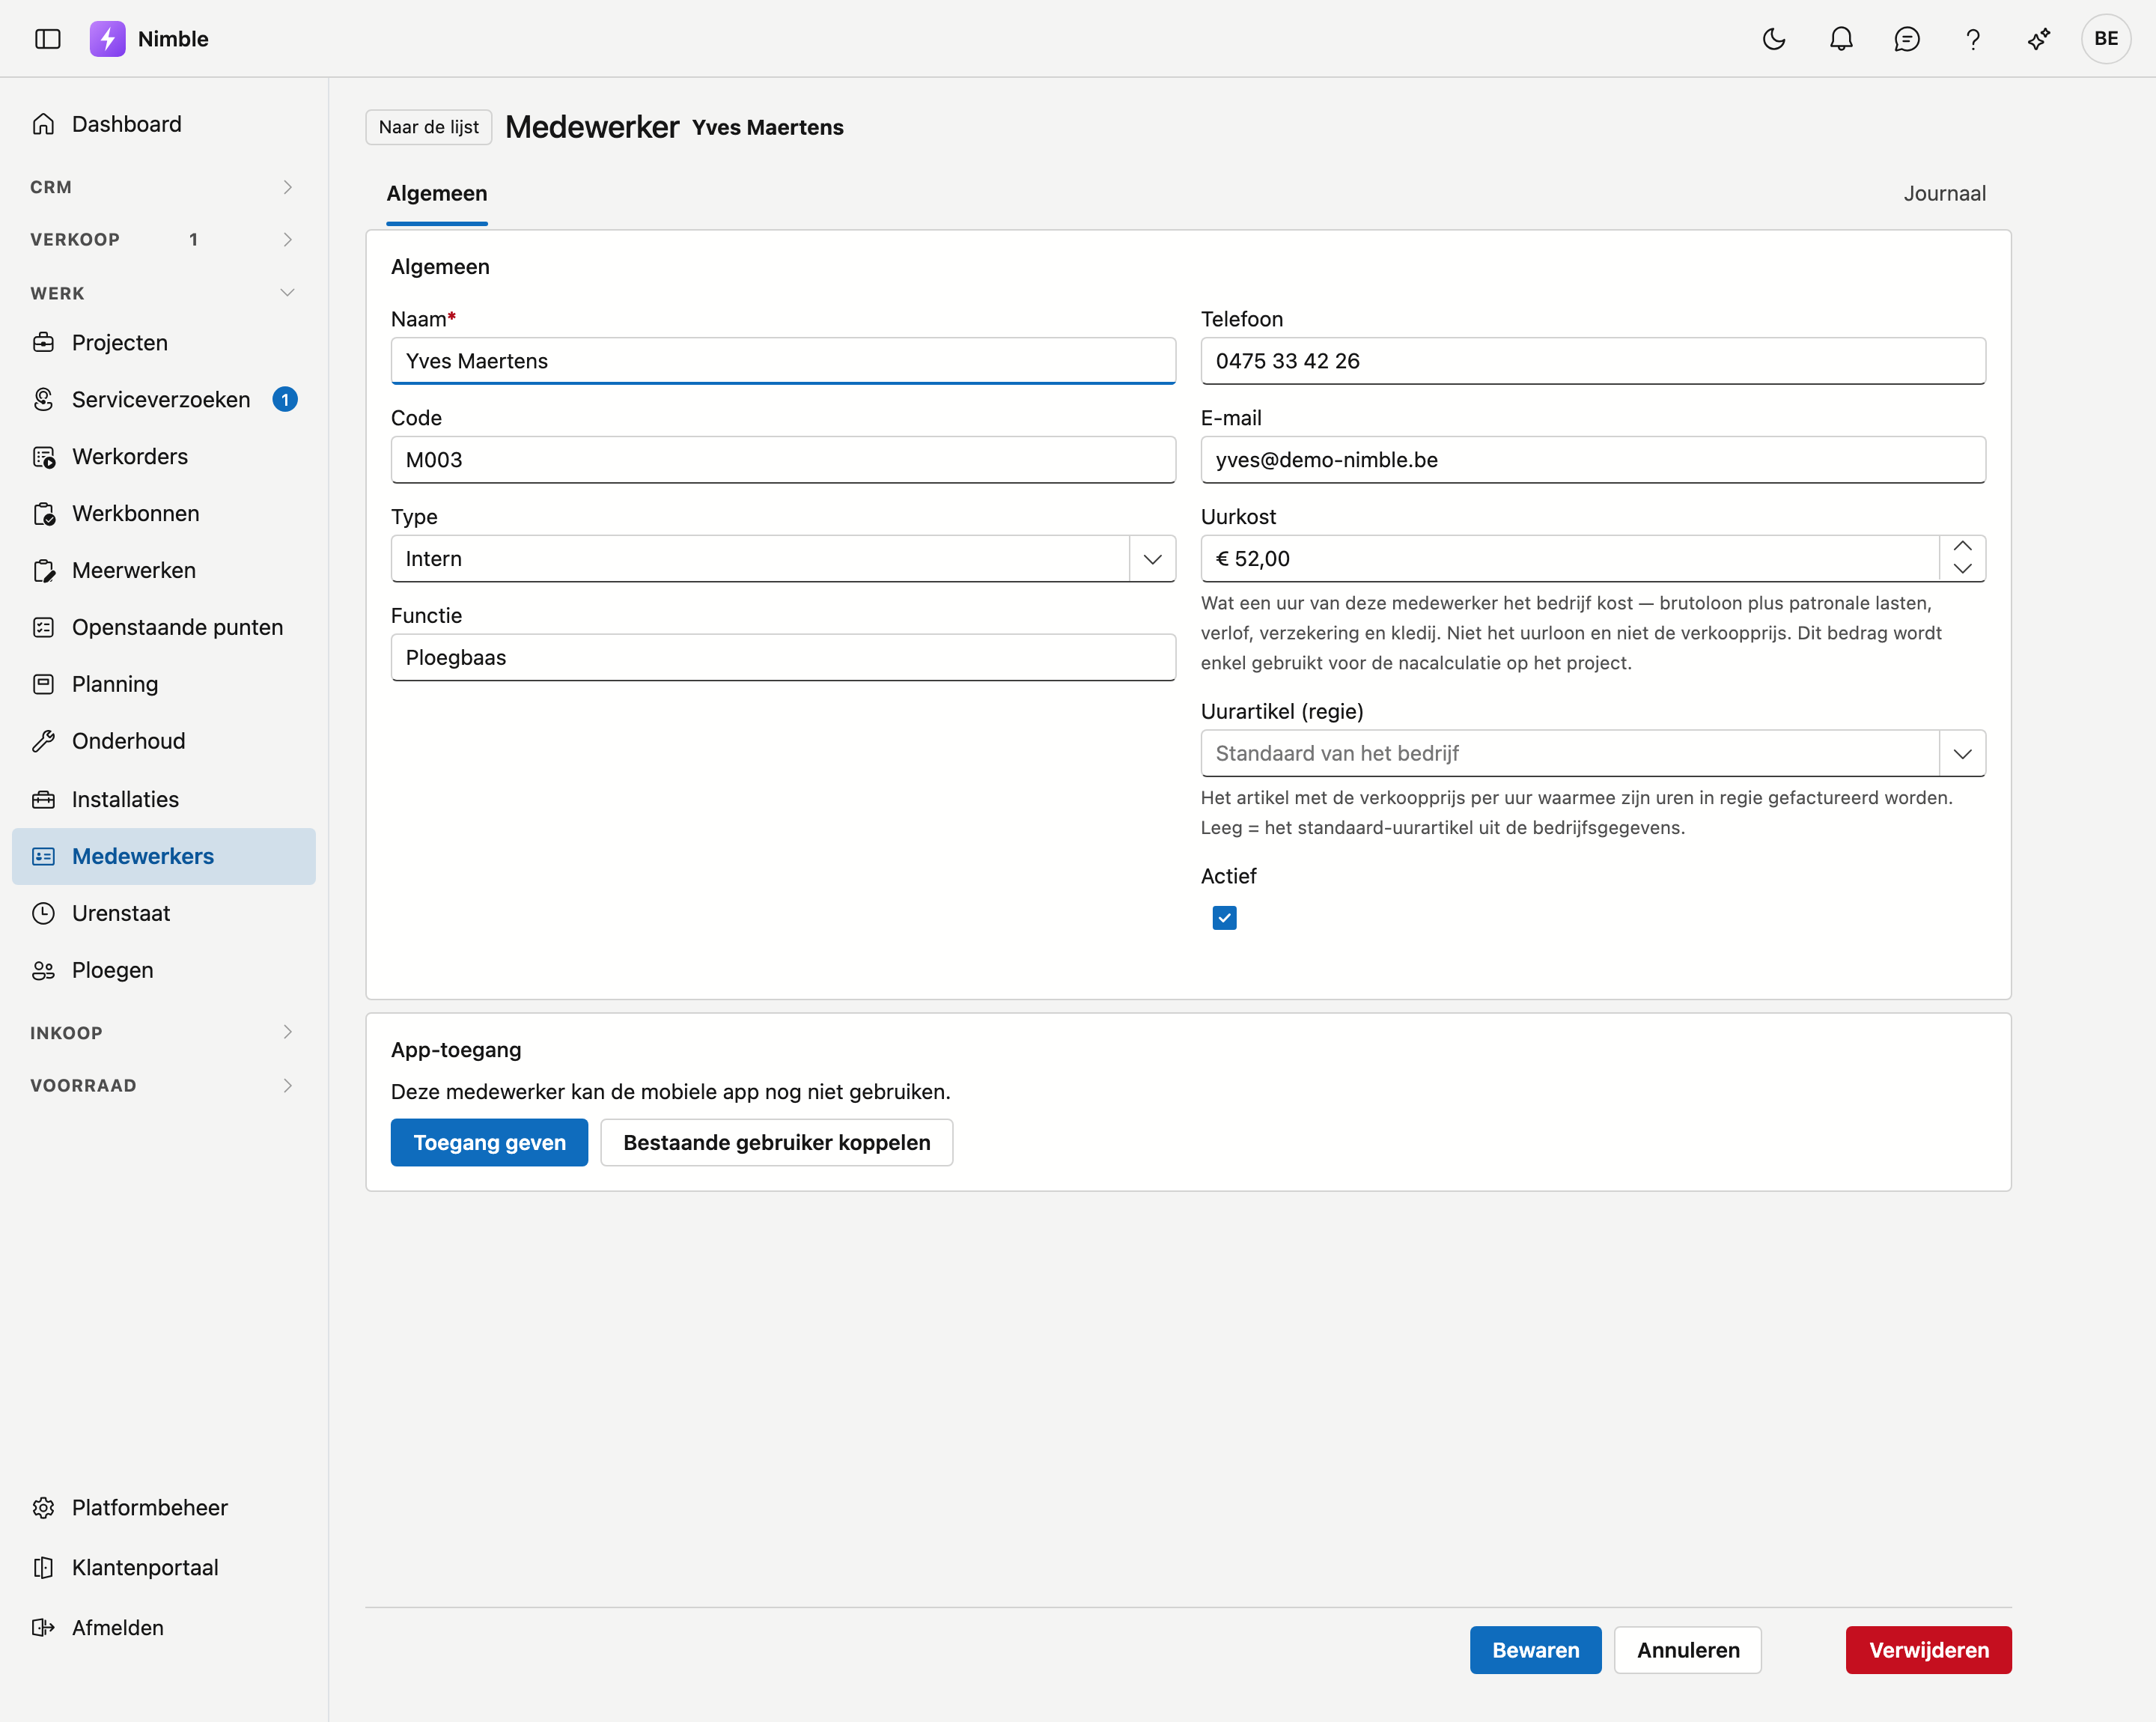 Nimble
BE
Dashboard
CRM
VERKOOP 1
WERK
Projecten
Serviceverzoeken 1
Werkorders
Werkbonnen
Meerwerken
Openstaande punten
Planning
Onderhoud
Installaties
Medewerkers
Urenstaat
Ploegen
INKOOP
VOORRAAD
Platformbeheer
Klantenportaal
Afmelden
Naar de lijst Medewerker Yves Maertens
Algemeen
Journaal
Algemeen
Naam*
Yves Maertens
Code
M003
Type
Intern
Functie
Ploegbaas
Telefoon
0475 33 42 26
E-mail
yves@demo-nimble.be
Uurkost
€ 52,00
Wat een uur van deze medewerker het bedrijf kost — brutoloon plus patronale lasten,
verlof, verzekering en kledij. Niet het uurloon en niet de verkoopprijs. Dit bedrag wordt
enkel gebruikt voor de nacalculatie op het project.
Uurartikel (regie)
Standaard van het bedrijf
Het artikel met de verkoopprijs per uur waarmee zijn uren in regie gefactureerd worden.
Leeg = het standaard-uurartikel uit de bedrijfsgegevens.
Actief
App-toegang
Deze medewerker kan de mobiele app nog niet gebruiken.
Toegang geven
Bestaande gebruiker koppelen
Bewaren
Annuleren
Verwijderen